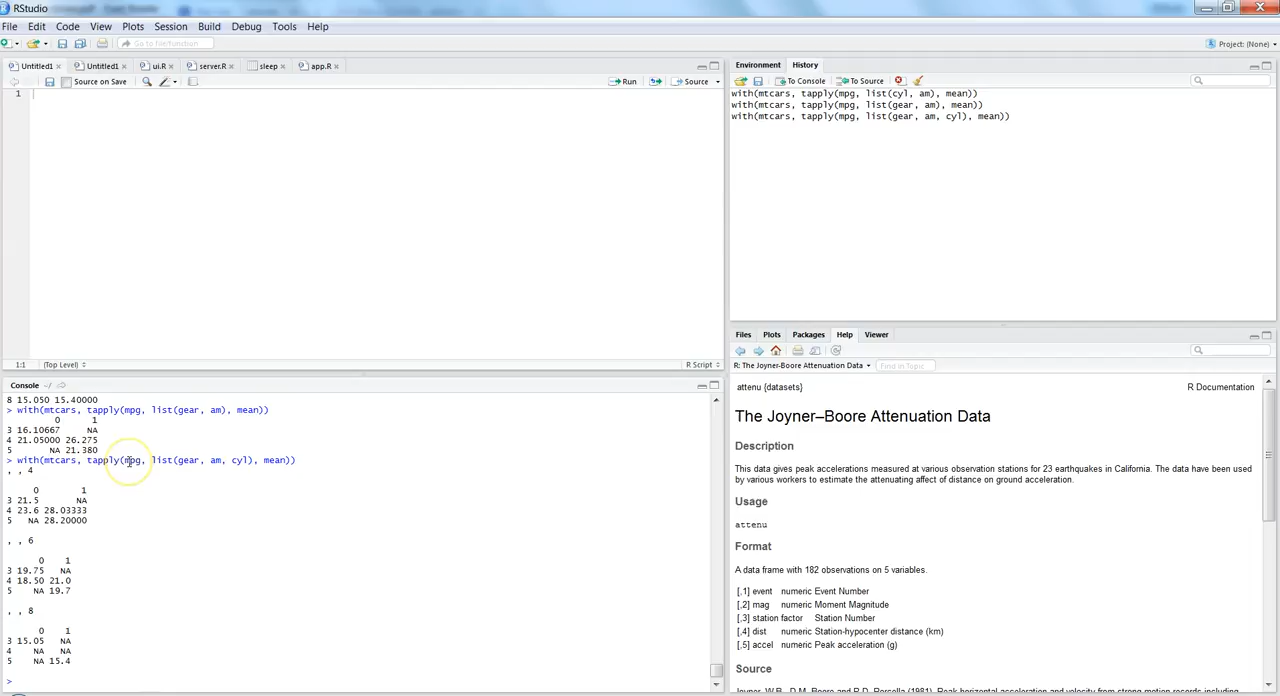 RStudio
File Edit Code View Plots Session Build Debug Tools Help
Go to file/function
Project: (None)
Untitled1 Untitled1 ui.R server.R sleep app.R
Source on Save Run Source
1
1:1 (Top Level) R Script
Console ~/
8 15.050 15.40000
> with(mtcars, tapply(mpg, list(gear, am), mean))
0 1
3 16.10667 NA
4 21.05000 26.275
5 NA 21.380
> with(mtcars, tapply(mpg, list(gear, am, cyl), mean))
, , 4
0 1
3 21.5 NA
4 23.6 28.03333
5 NA 28.20000
, , 6
0 1
3 19.75 NA
4 18.50 21.0
5 NA 19.7
, , 8
0 1
3 15.05 NA
4 NA NA
5 NA 15.4
>
Environment History
To Console To Source
with(mtcars, tapply(mpg, list(cyl, am), mean))
with(mtcars, tapply(mpg, list(gear, am), mean))
with(mtcars, tapply(mpg, list(gear, am, cyl), mean))
Files Plots Packages Help Viewer
R: The Joyner-Boore Attenuation Data Find in Topic
attenu {datasets} R Documentation
The Joyner–Boore Attenuation Data
Description
This data gives peak accelerations measured at various observation stations for 23 earthquakes in California. The data have been used
by various workers to estimate the attenuating affect of distance on ground acceleration.
Usage
attenu
Format
A data frame with 182 observations on 5 variables.
[,1] event numeric Event Number
[,2] mag numeric Moment Magnitude
[,3] station factor Station Number
[,4] dist numeric Station-hypocenter distance (km)
[,5] accel numeric Peak acceleration (g)
Source